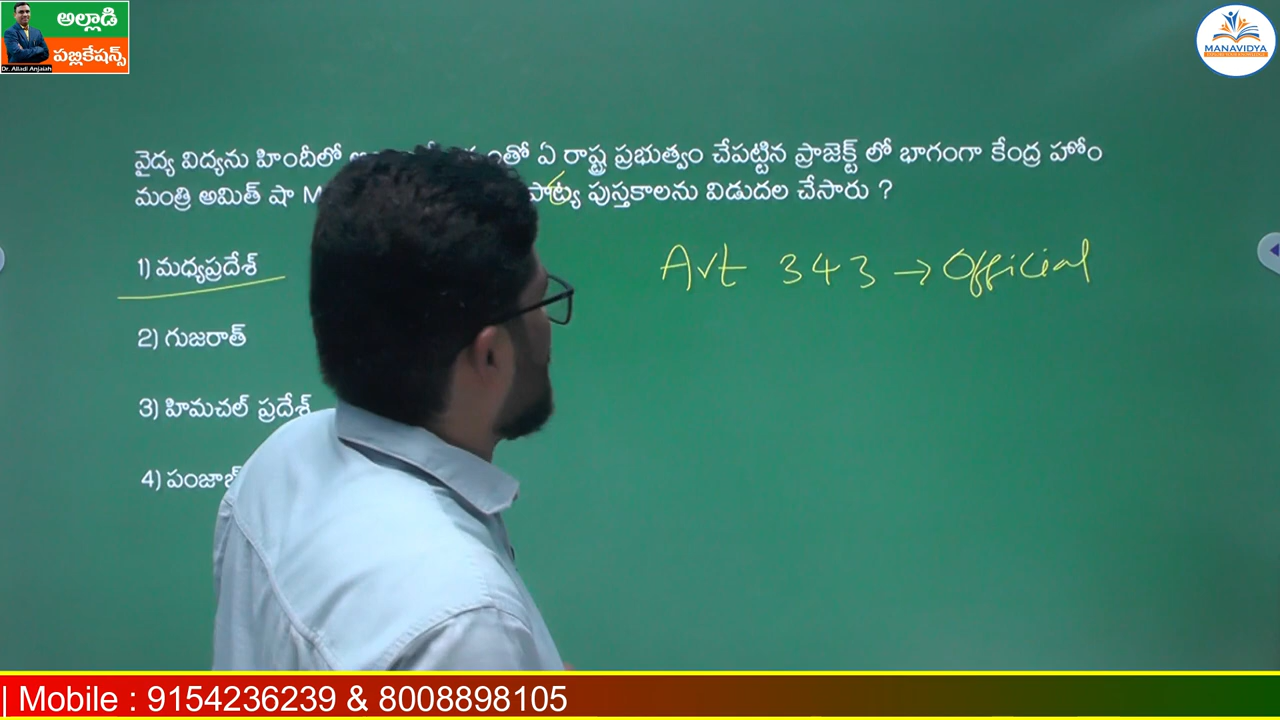 అల్లాడి
పబ్లికేషన్స్
Dr. Alladi Anjaiah
MANAVIDYA
వైద్య విద్యను హిందీలో ఏ రాష్ట్ర ప్రభుత్వం చేపట్టిన ప్రాజెక్ట్ లో భాగంగా కేంద్ర హోం
మంత్రి అమిత్ షా పాఠ్య పుస్తకాలను విడుదల చేసారు ?
1) మధ్యప్రదేశ్
Art 343 → Official
2) గుజరాత్
3) హిమచల్ ప్రదేశ్
4) పంజాబ్
| Mobile : 9154236239 & 8008898105